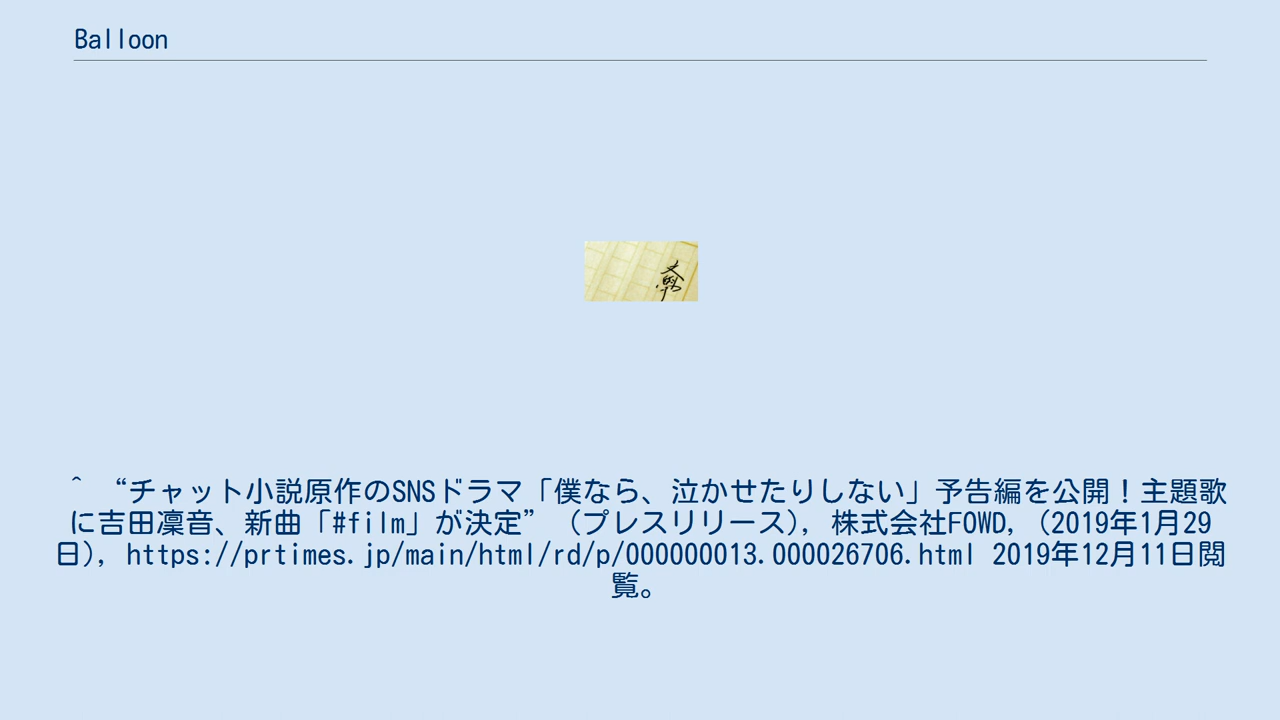 Balloon
^ “チャット小説原作のSNSドラマ「僕なら、泣かせたりしない」予告編を公開！主題歌
に吉田凜音、新曲「#film」が決定” （プレスリリース), 株式会社FOWD, (2019年1月29
日), https://prtimes.jp/main/html/rd/p/000000013.000026706.html 2019年12月11日閲
覧。